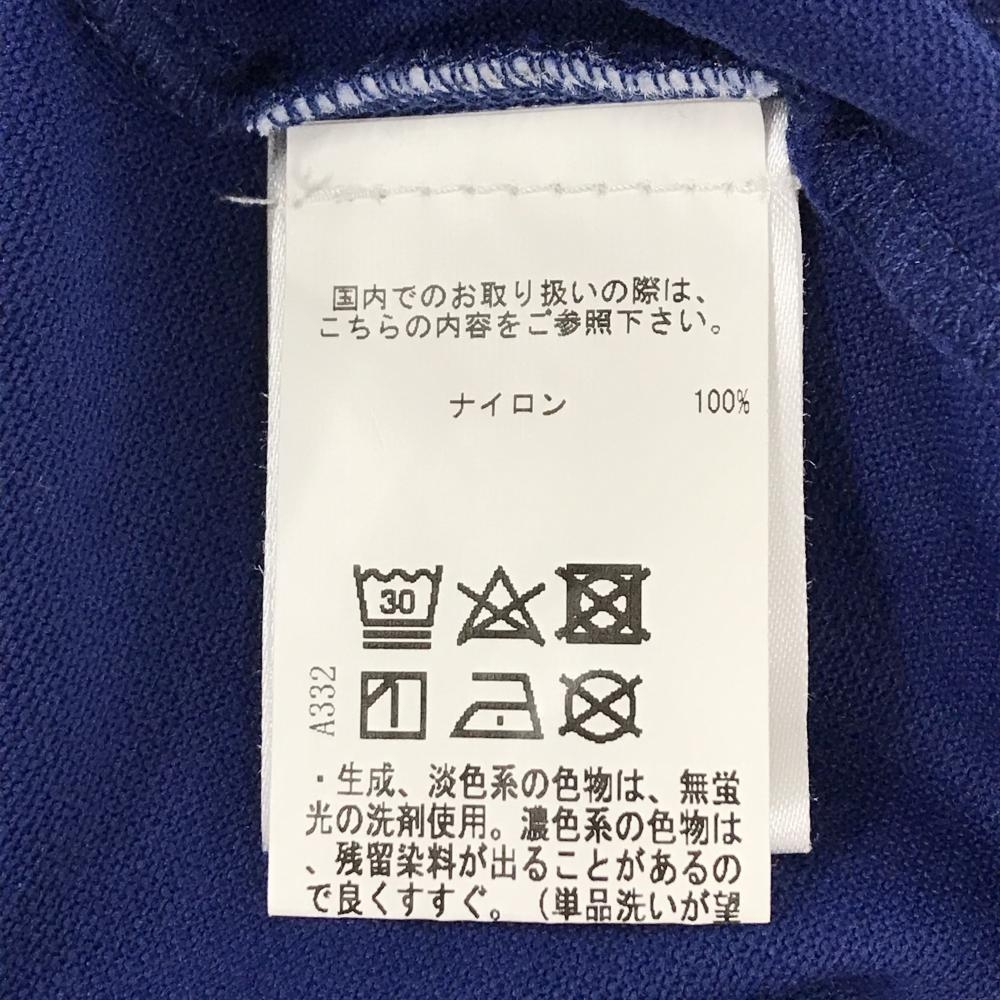 国内でのお取り扱いの際は、
こちらの内容をご参照下さい。
ナイロン 100%
30
A332
・生成、淡色系の色物は、無蛍
光の洗剤使用。濃色系の色物は
、残留染料が出ることがあるの
で良くすすぐ。（単品洗いが望